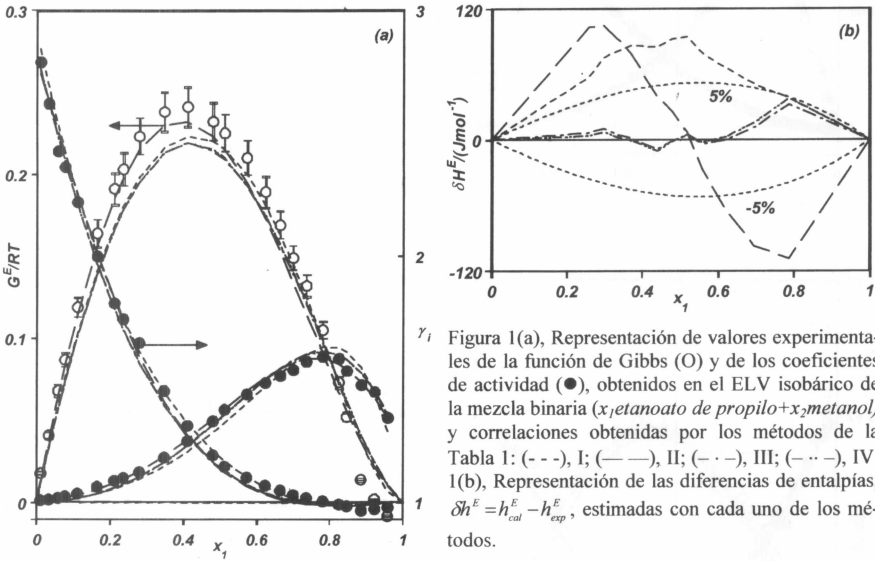 0.3
3
(a)
0.2
2
G^E/RT
0.1
γ_i
0
1
0
0.2
0.4
0.6
0.8
1
x_1
120
(b)
5%
δH^E/(Jmol^-1)
0
-5%
-120
0
0.2
0.4
0.6
0.8
1
x_1
Figura 1(a), Representación de valores experimenta-
les de la función de Gibbs (O) y de los coeficientes
de actividad (●), obtenidos en el ELV isobárico de
la mezcla binaria (x_1etanoato de propilo+x_2metanol)
y correlaciones obtenidas por los métodos de la
Tabla 1: (- - -), I; (— —), II; (– · –), III; (– ·· –), IV
1(b), Representación de las diferencias de entalpías
δh^E = h^E_cal – h^E_exp, estimadas con cada uno de los mé-
todos.